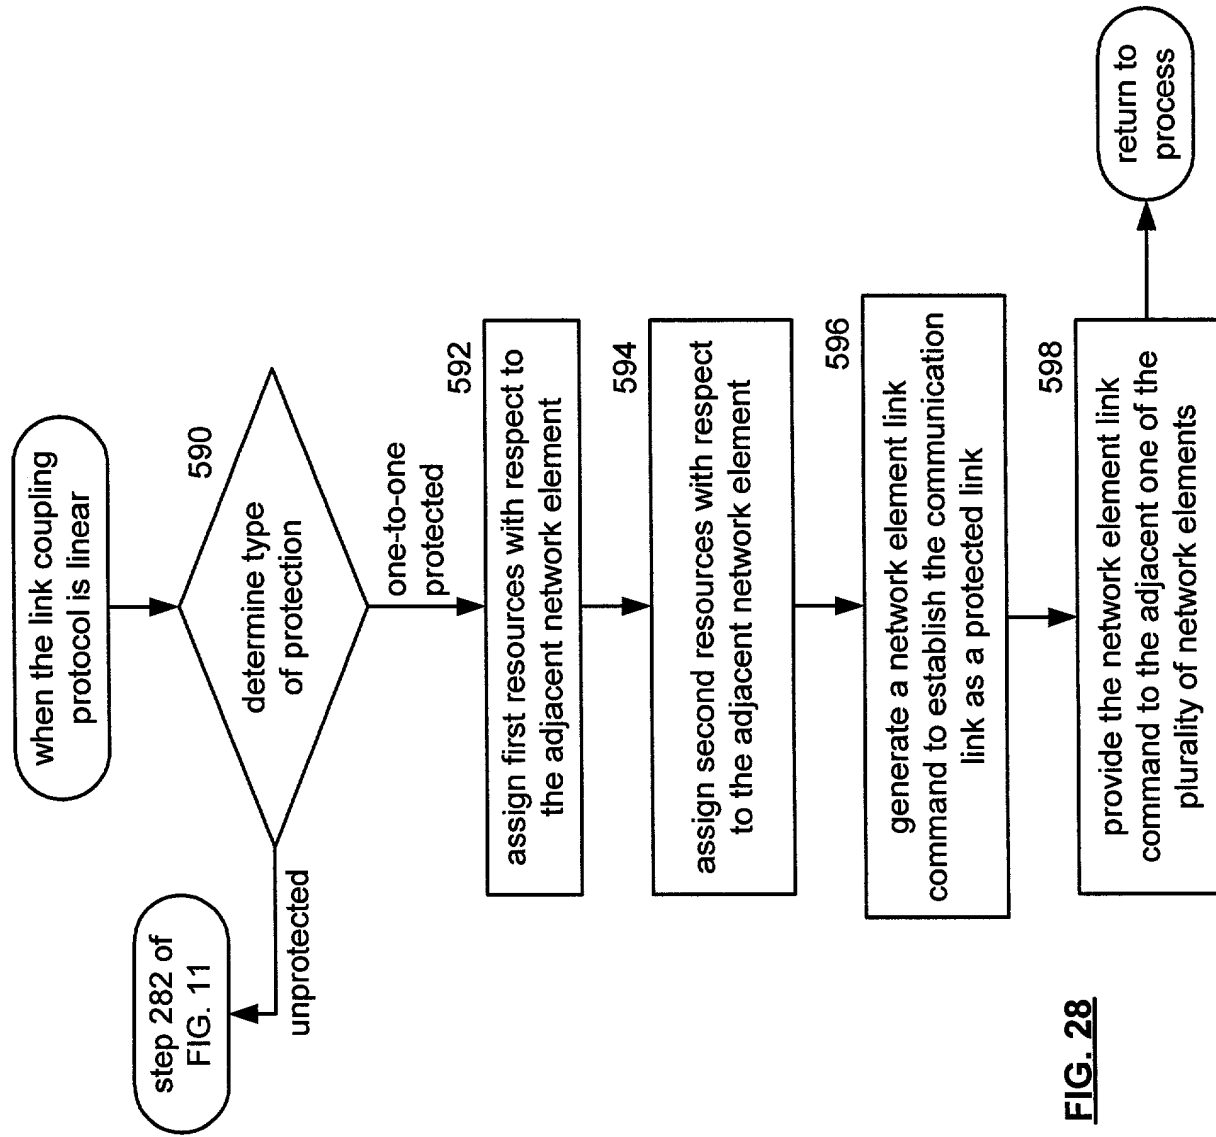 when the link coupling
protocol is linear
590
determine type
of protection
unprotected
step 282 of
FIG. 11
one-to-one
protected
592
assign first resources with respect to
the adjacent network element
594
assign second resources with respect
to the adjacent network element
596
generate a network element link
command to establish the communication
link as a protected link
598
provide the network element link
command to the adjacent one of the
plurality of network elements
return to
process
FIG. 28